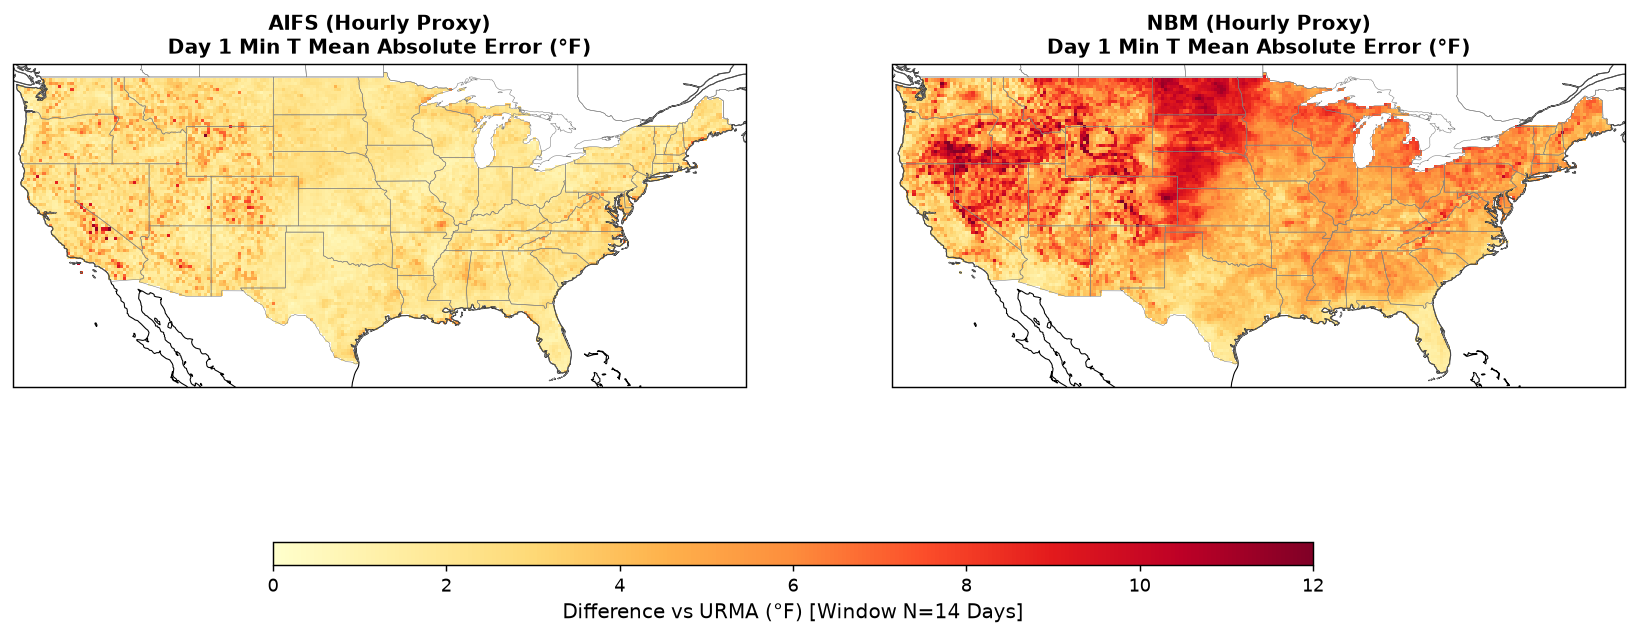 AIFS (Hourly Proxy)
Day 1 Min T Mean Absolute Error (°F)
NBM (Hourly Proxy)
Day 1 Min T Mean Absolute Error (°F)
0 2 4 6 8 10 12
Difference vs URMA (°F) [Window N=14 Days]